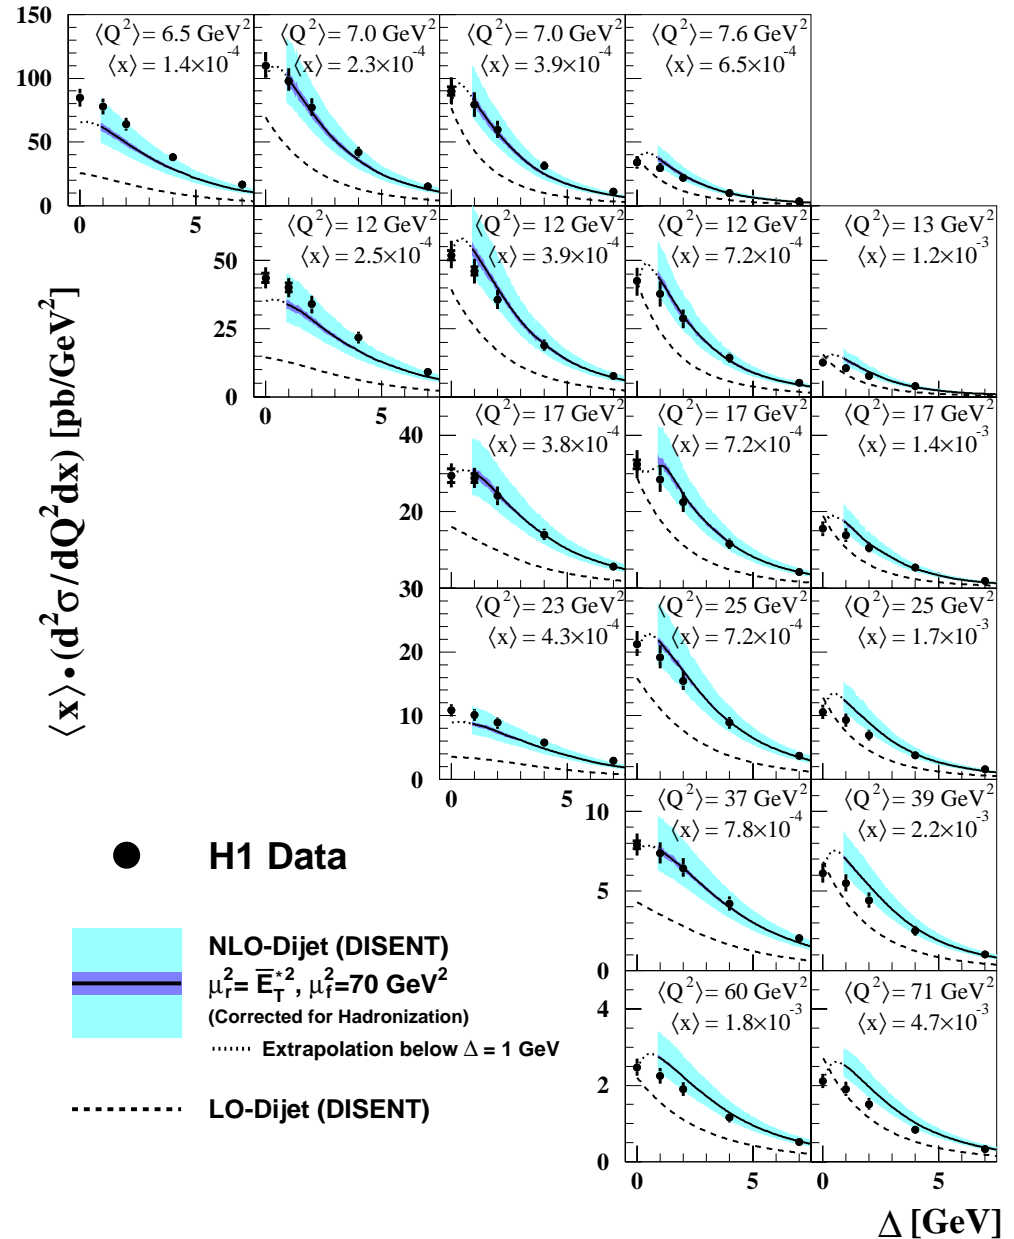 150
100
50
0
⟨Q²⟩= 6.5 GeV²
⟨x⟩ = 1.4×10⁻⁴
⟨Q²⟩= 7.0 GeV²
⟨x⟩ = 2.3×10⁻⁴
⟨Q²⟩= 7.0 GeV²
⟨x⟩ = 3.9×10⁻⁴
⟨Q²⟩= 7.6 GeV²
⟨x⟩ = 6.5×10⁻⁴
0 5
50
25
0
⟨Q²⟩= 12 GeV²
⟨x⟩ = 2.5×10⁻⁴
⟨Q²⟩= 12 GeV²
⟨x⟩ = 3.9×10⁻⁴
⟨Q²⟩= 12 GeV²
⟨x⟩ = 7.2×10⁻⁴
⟨Q²⟩= 13 GeV²
⟨x⟩ = 1.2×10⁻³
0 5
40
20
⟨Q²⟩= 17 GeV²
⟨x⟩ = 3.8×10⁻⁴
⟨Q²⟩= 17 GeV²
⟨x⟩ = 7.2×10⁻⁴
⟨Q²⟩= 17 GeV²
⟨x⟩ = 1.4×10⁻³
30
20
10
0
⟨Q²⟩= 23 GeV²
⟨x⟩ = 4.3×10⁻⁴
⟨Q²⟩= 25 GeV²
⟨x⟩ = 7.2×10⁻⁴
⟨Q²⟩= 25 GeV²
⟨x⟩ = 1.7×10⁻³
0 5
10
5
0
⟨Q²⟩= 37 GeV²
⟨x⟩ = 7.8×10⁻⁴
⟨Q²⟩= 39 GeV²
⟨x⟩ = 2.2×10⁻³
4
2
0
⟨Q²⟩= 60 GeV²
⟨x⟩ = 1.8×10⁻³
⟨Q²⟩= 71 GeV²
⟨x⟩ = 4.7×10⁻³
0 5 0 5
Δ [GeV]
⟨x⟩•(d²σ/dQ²dx) [pb/GeV²]
H1 Data
NLO-Dijet (DISENT)
μ_r²= E̅_T*², μ_f²=70 GeV²
(Corrected for Hadronization)
Extrapolation below Δ = 1 GeV
LO-Dijet (DISENT)